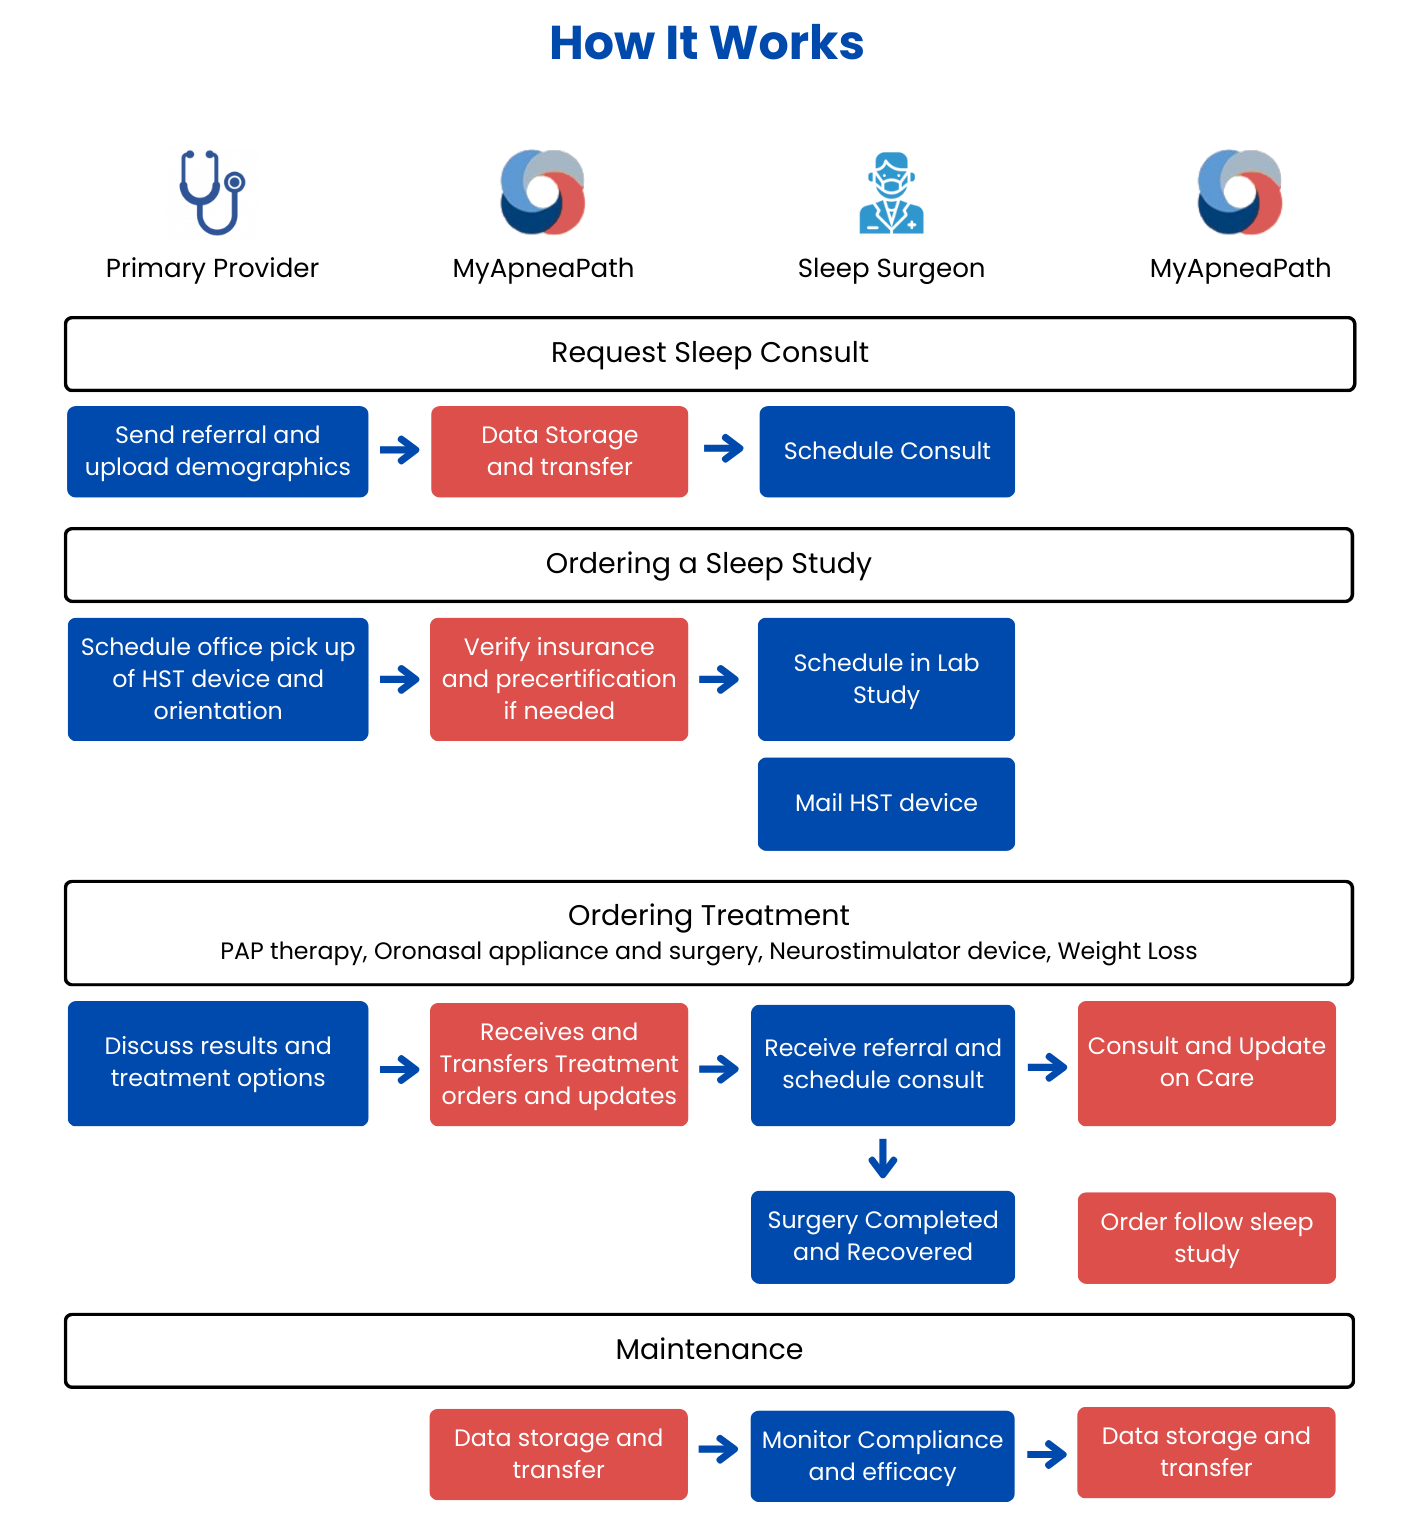 How It Works
Primary Provider
MyApneaPath
Sleep Surgeon
MyApneaPath
Request Sleep Consult
Send referral and
upload demographics
Data Storage
and transfer
Schedule Consult
Ordering a Sleep Study
Schedule office pick up
of HST device and
orientation
Verify insurance
and precertification
if needed
Schedule in Lab
Study
Mail HST device
Ordering Treatment
PAP therapy, Oronasal appliance and surgery, Neurostimulator device, Weight Loss
Discuss results and
treatment options
Receives and
Transfers Treatment
orders and updates
Receive referral and
schedule consult
Consult and Update
on Care
Surgery Completed
and Recovered
Order follow sleep
study
Maintenance
Data storage and
transfer
Monitor Compliance
and efficacy
Data storage and
transfer